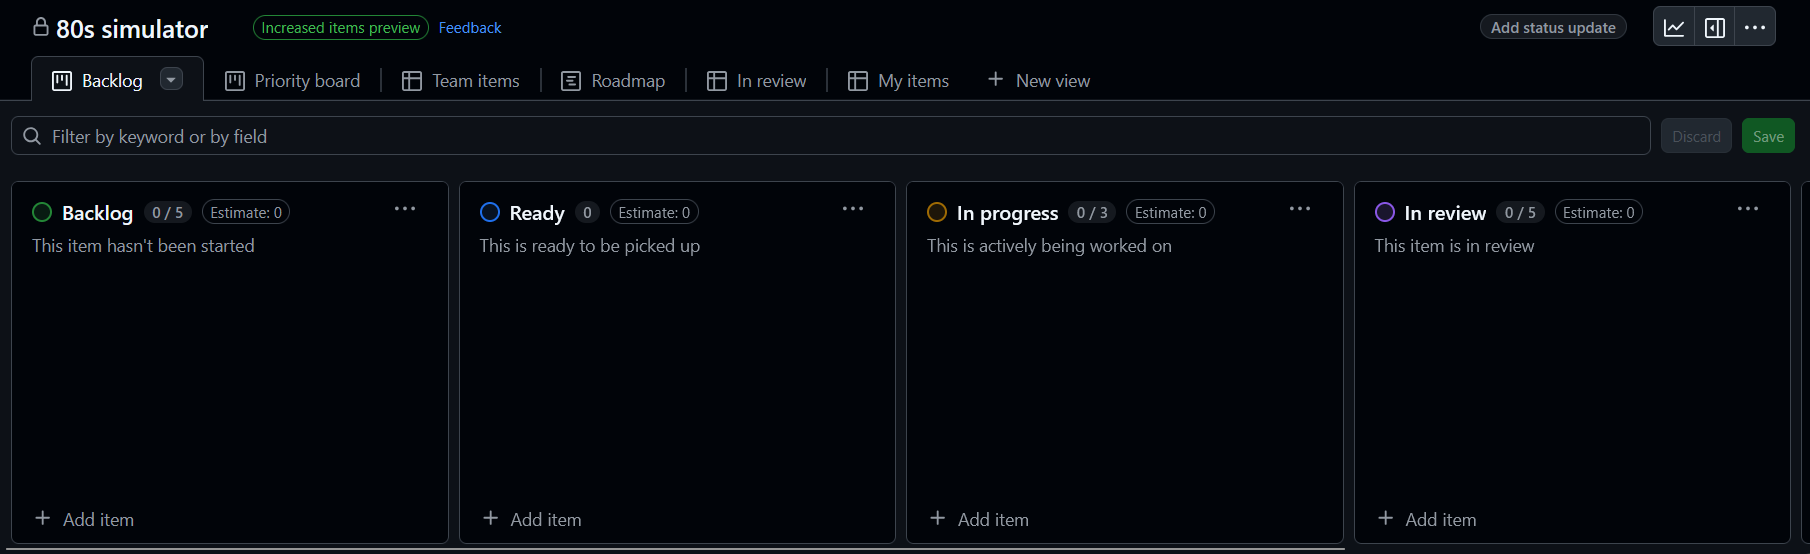 80s simulator
Increased items preview
Feedback
Add status update
Backlog
Priority board
Team items
Roadmap
In review
My items
New view
Filter by keyword or by field
Discard
Save
Backlog 0 / 5 Estimate: 0
This item hasn't been started
Add item
Ready 0 Estimate: 0
This is ready to be picked up
Add item
In progress 0 / 3 Estimate: 0
This is actively being worked on
Add item
In review 0 / 5 Estimate: 0
This item is in review
Add item